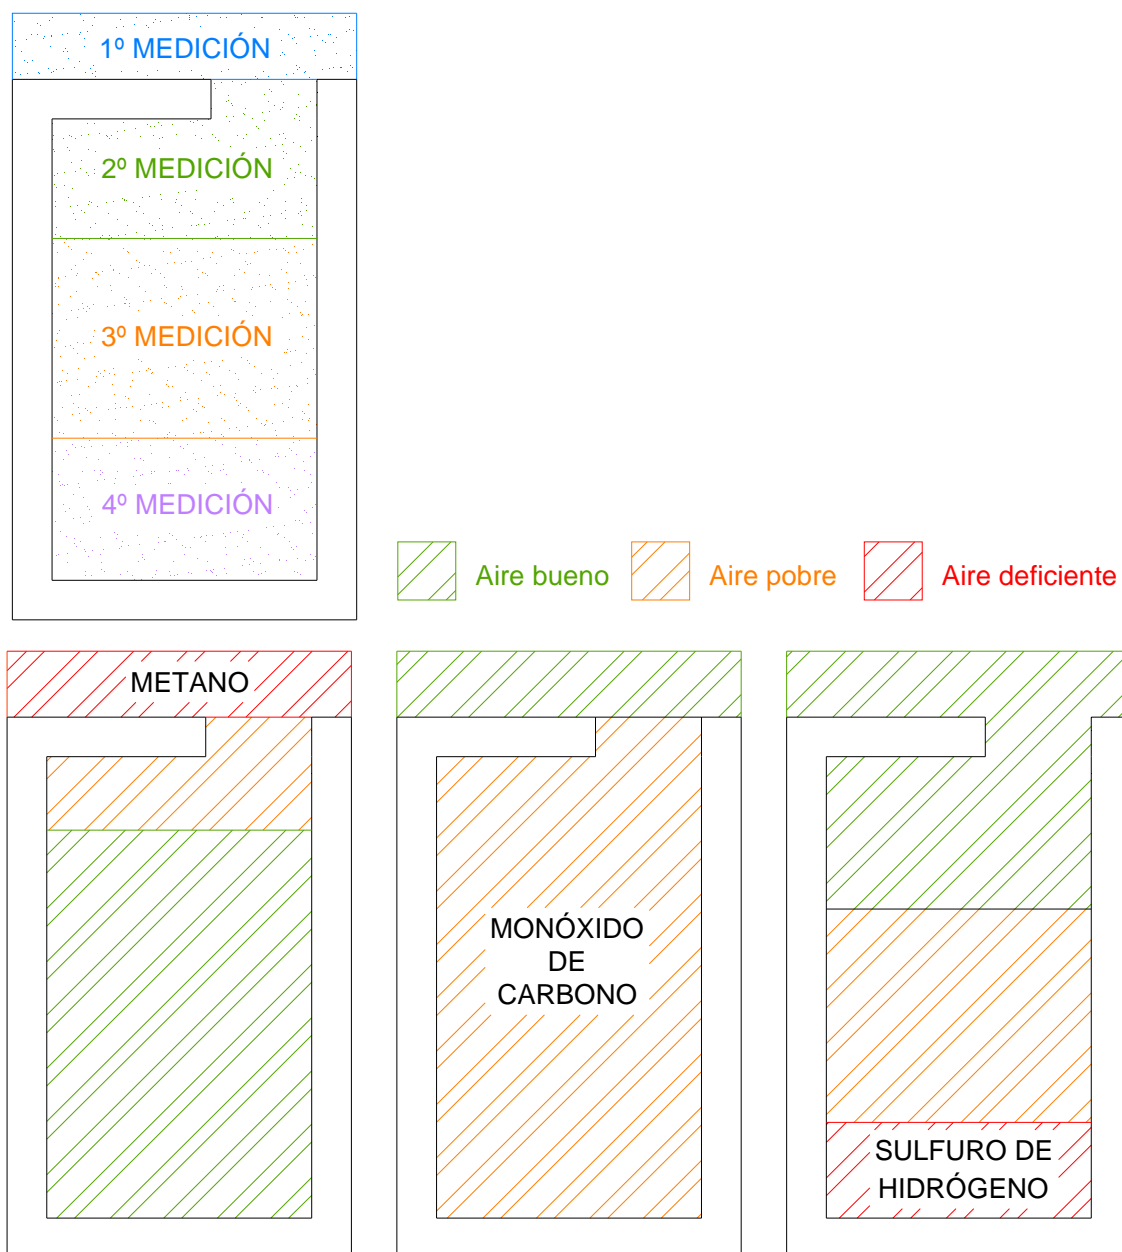 1º MEDICIÓN
2º MEDICIÓN
3º MEDICIÓN
4º MEDICIÓN
Aire bueno
Aire pobre
Aire deficiente
METANO
MONÓXIDO
DE
CARBONO
SULFURO DE
HIDRÓGENO